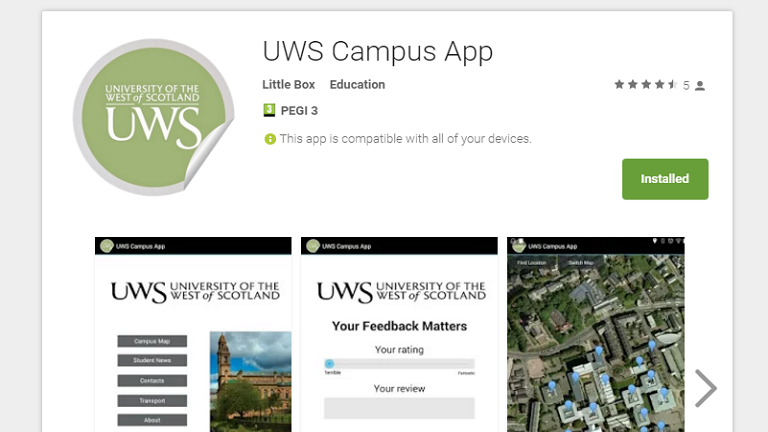 UNIVERSITY OF THE
WEST of SCOTLAND
UWS
UWS Campus App
Little Box Education
5
3 PEGI 3
This app is compatible with all of your devices.
Installed
UWS Campus App
UWS UNIVERSITY OF THE
WEST of SCOTLAND
Campus Map
Student News
Contacts
Transport
About
UWS Campus App
UWS UNIVERSITY OF THE
WEST of SCOTLAND
Your Feedback Matters
Your rating
terrible Fantastic
Your review
UWS Campus App
Find Location Switch Map